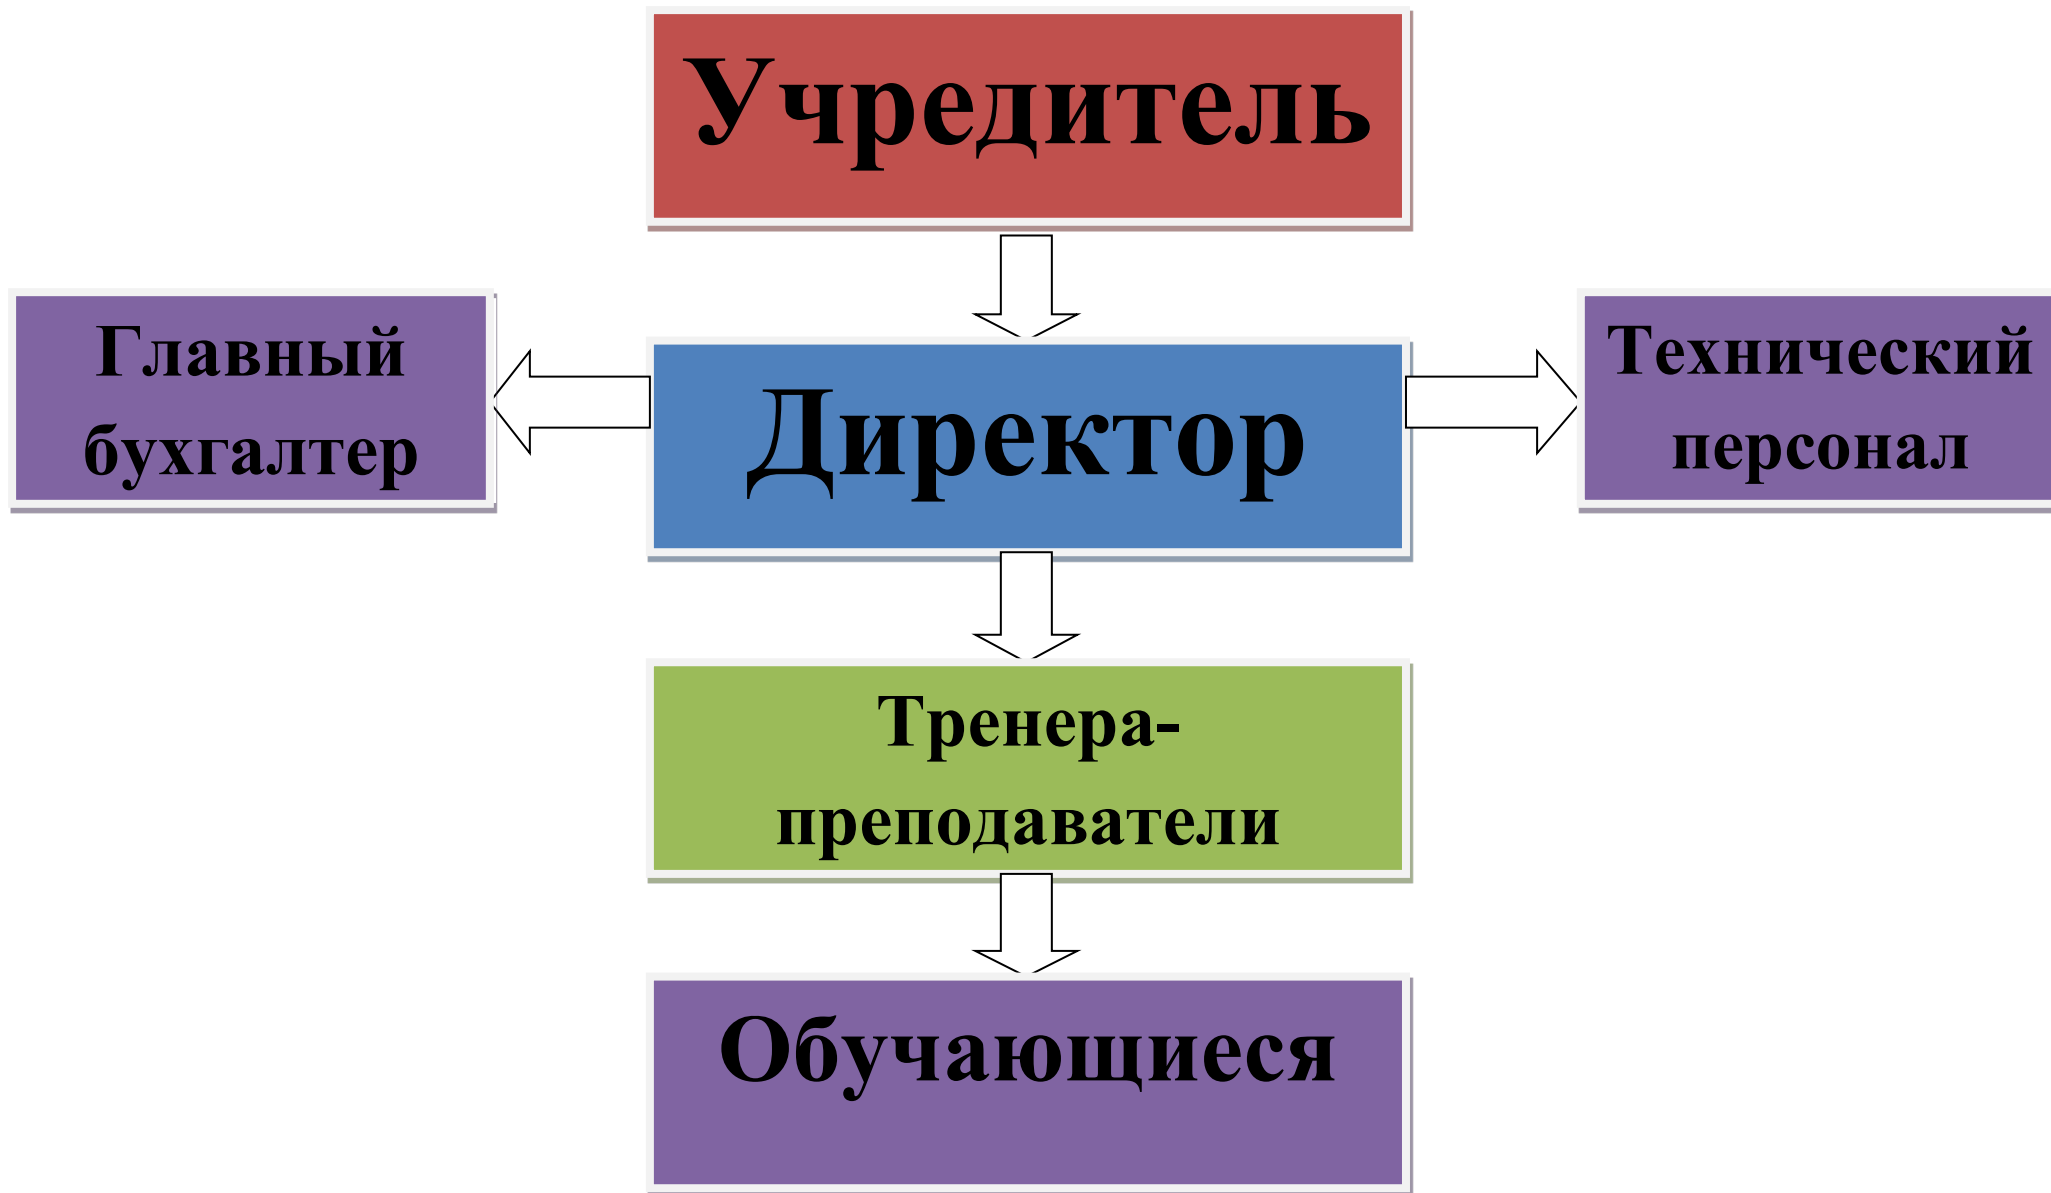 Учредитель
Главный
бухгалтер
Директор
Технический
персонал
Тренера-
преподаватели
Обучающиеся